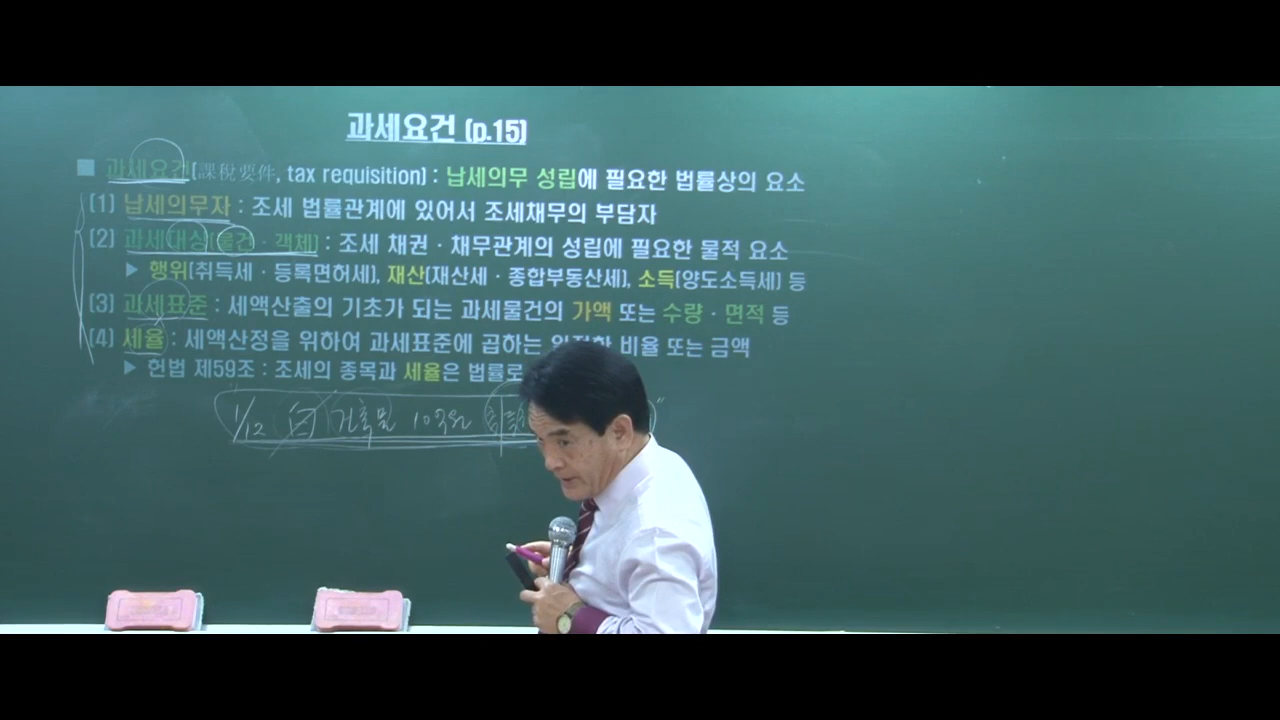 과세요건 (p.15)
■ 과세요건(課稅要件, tax requisition) : 납세의무 성립에 필요한 법률상의 요소
(1) 납세의무자 : 조세 법률관계에 있어서 조세채무의 부담자
(2) 과세대상(물건 · 객체) : 조세 채권 · 채무관계의 성립에 필요한 물적 요소
▶ 행위(취득세 · 등록면허세), 재산(재산세 · 종합부동산세), 소득(양도소득세) 등
(3) 과세표준 : 세액산출의 기초가 되는 과세물건의 가액 또는 수량 · 면적 등
(4) 세율 : 세액산정을 위하여 과세표준에 곱하는 일정한 비율 또는 금액
▶ 헌법 제59조 : 조세의 종목과 세율은 법률로
1/12 건축물 10억원